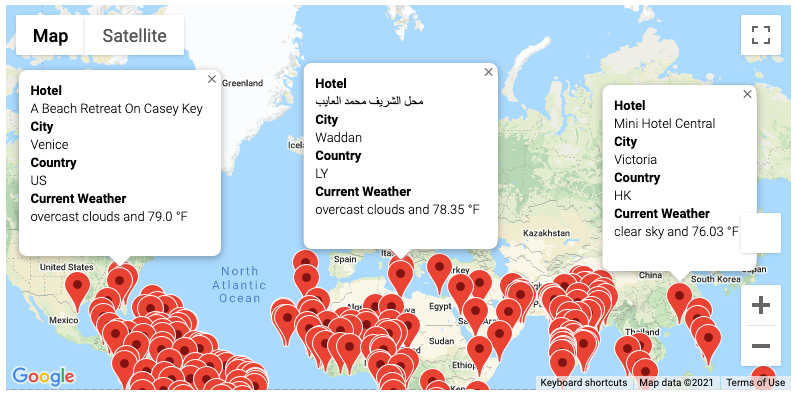 Map
Satellite
Greenland
Hotel
A Beach Retreat On Casey Key
City
Venice
Country
US
Current Weather
overcast clouds and 79.0 °F
Hotel
محل الشريف محمد العايب
City
Waddan
Country
LY
Current Weather
overcast clouds and 78.35 °F
Hotel
Mini Hotel Central
City
Victoria
Country
HK
Current Weather
clear sky and 76.03 °F
Kazakhstan
Spain
United States
North
Atlantic
Ocean
China
South Korea
Mexico
Egypt
Sudan
Thailand
Google
Keyboard shortcuts
Map data ©2021
Terms of Use